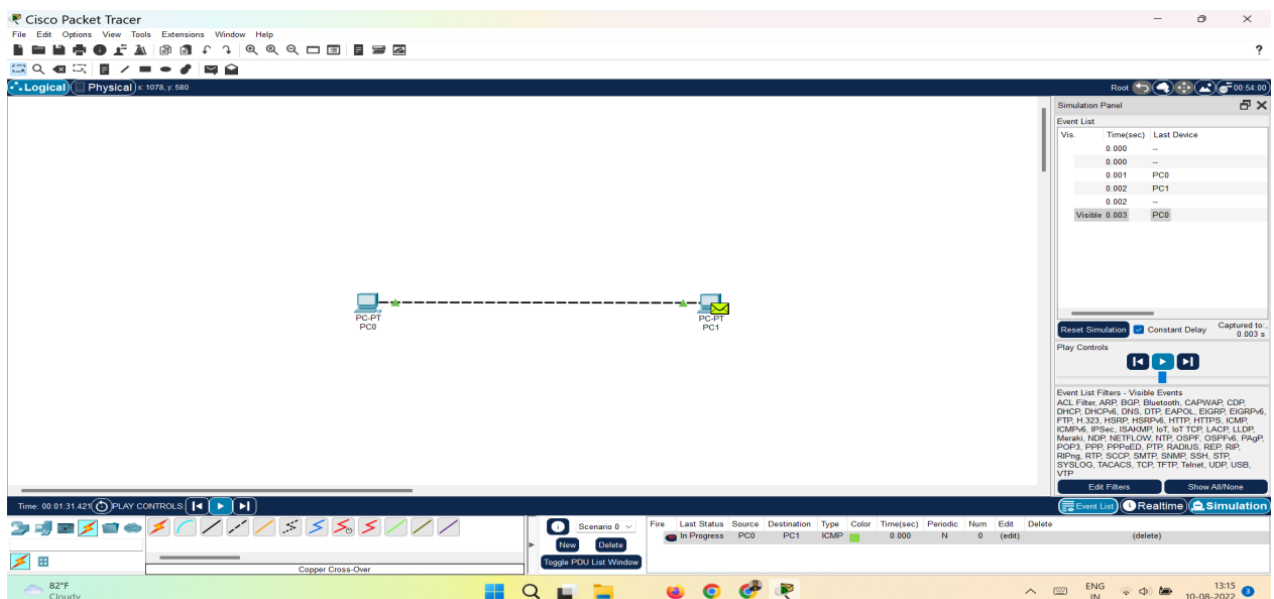 Cisco Packet Tracer
File Edit Options View Tools Extensions Window Help
?
Logical Physical x: 1078, y: 580 Root 00:54:00
Simulation Panel
Event List
Vis. Time(sec) Last Device
0.000 --
0.000 --
0.001 PC0
0.002 PC1
0.002 --
Visible 0.003 PC0
PC-PT
PC0
PC-PT
PC1
Reset Simulation Constant Delay Captured to:
0.003 s
Play Controls
Event List Filters - Visible Events
ACL Filter, ARP, BGP, Bluetooth, CAPWAP, CDP,
DHCP, DHCPv6, DNS, DTP, EAPOL, EIGRP, EIGRPv6,
FTP, H.323, HSRP, HSRPv6, HTTP, HTTPS, ICMP,
ICMPv6, IPSec, ISAKMP, IoT, IoT TCP, LACP, LLDP,
Meraki, NDP, NETFLOW, NTP, OSPF, OSPFv6, PAgP,
POP3, PPP, PPPoED, PTP, RADIUS, REP, RIP,
RIPng, RTP, SCCP, SMTP, SNMP, SSH, STP,
SYSLOG, TACACS, TCP, TFTP, Telnet, UDP, USB,
VTP
Edit Filters Show All/None
Time: 00:01:31.421 PLAY CONTROLS: Event List Realtime Simulation
Scenario 0
New Delete
Toggle PDU List Window
Fire Last Status Source Destination Type Color Time(sec) Periodic Num Edit Delete
In Progress PC0 PC1 ICMP 0.000 N 0 (edit) (delete)
Copper Cross-Over
82°F
Cloudy
ENG
IN
13:15
10-08-2022
3